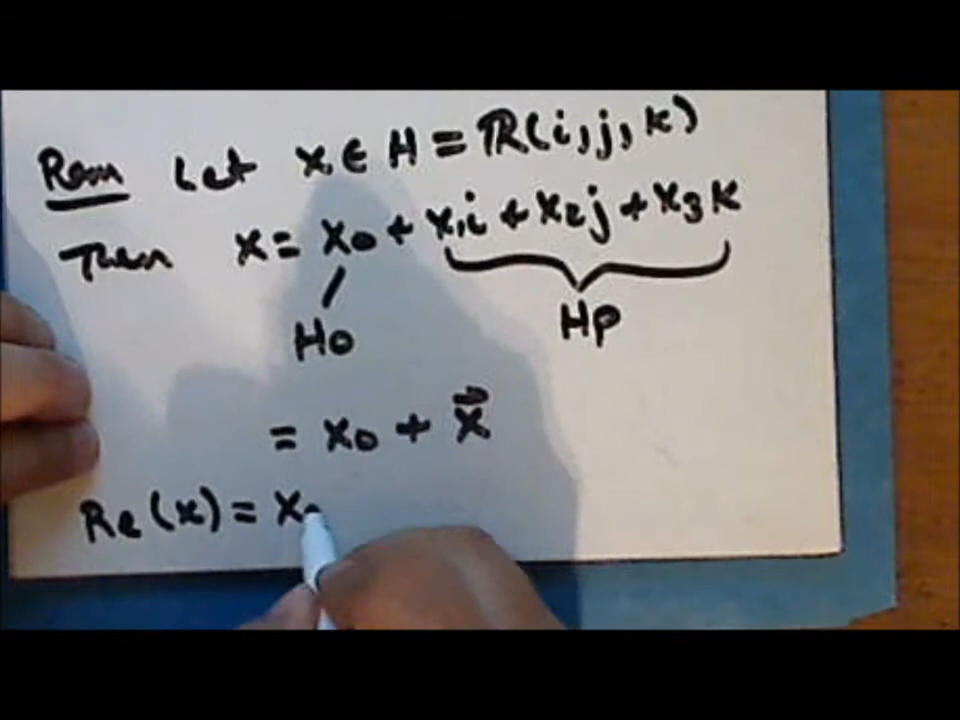 Rem Let x ∈ H = R(i, j, k)
Then x = x0 + x1i + x2j + x3k
H0 Hp
= x0 + x⃗
Re(x) = x0